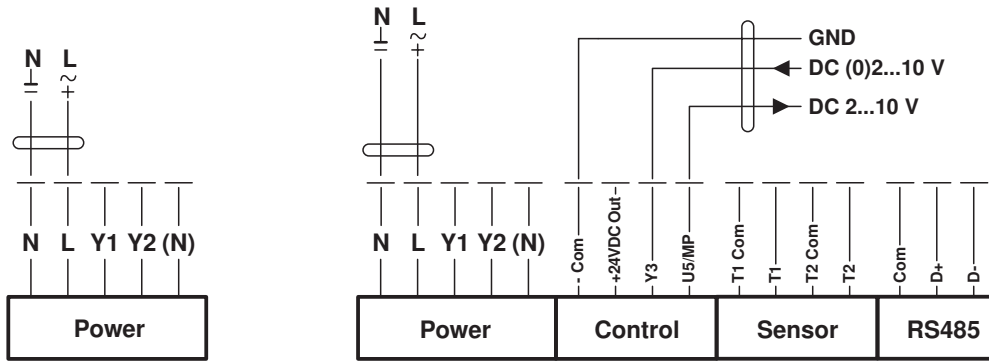 N L
N L
GND
DC (0)2...10 V
DC 2...10 V
N L Y1 Y2 (N)
N L Y1 Y2 (N)
- Com
+24VDC Out
Y3
U5/MP
T1 Com
T1
T2 Com
T2
Com
D+
D-
Power
Power
Control
Sensor
RS485